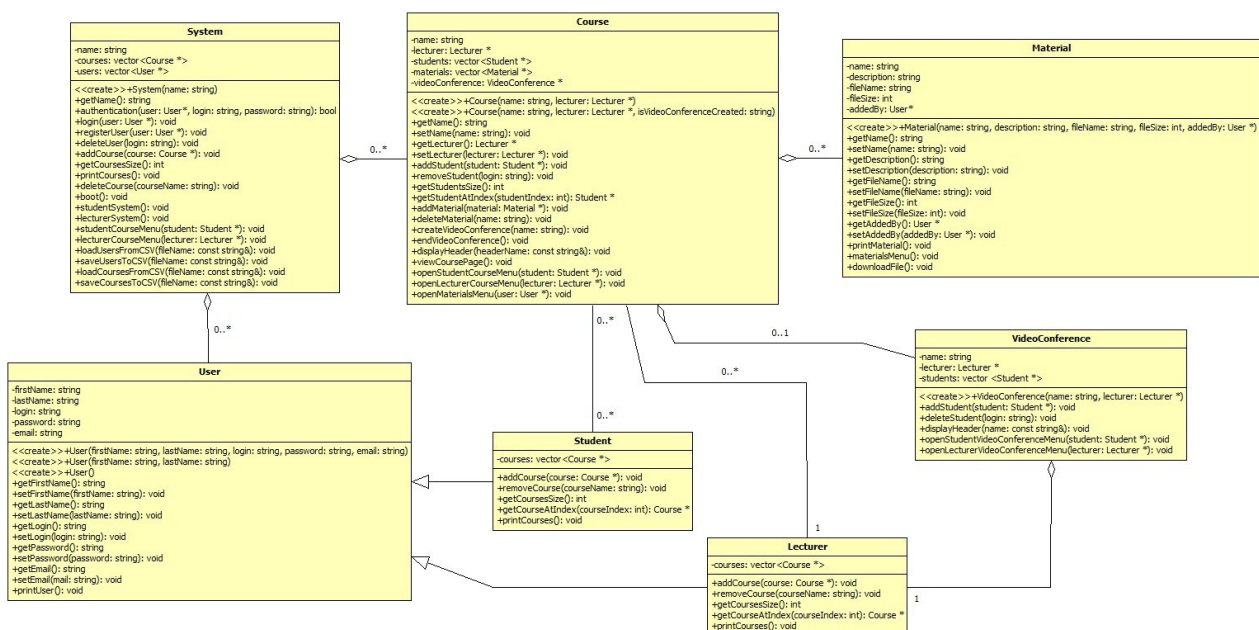 System
-name: string
-courses: vector<Course *>
-users: vector<User *>
<<create>>+System(name: string)
+getName(): string
+authentication(user: User*, login: string, password: string): bool
+login(user: User *): void
+registerUser(user: User *): void
+deleteUser(login: string): void
+addCourse(course: Course *): void
+getCoursesSize(): int
+printCourses(): void
+deleteCourse(courseName: string): void
+boot(): void
+studentSystem(): void
+lecturerSystem(): void
+studentCourseMenu(student: Student *): void
+lecturerCourseMenu(lecturer: Lecturer *): void
+loadUsersFromCSV(fileName: const string&): void
+saveUsersToCSV(fileName: const string&): void
+loadCoursesFromCSV(fileName: const string&): void
+saveCoursesToCSV(fileName: const string&): void
0..*
0..*
Course
-name: string
-lecturer: Lecturer *
-students: vector<Student *>
-materials: vector<Material *>
-videoConference: VideoConference *
<<create>>+Course(name: string, lecturer: Lecturer *)
<<create>>+Course(name: string, lecturer: Lecturer *, isVideoConferenceCreated: string)
+getName(): string
+setName(name: string): void
+getLecturer(): Lecturer *
+setLecturer(lecturer: Lecturer *): void
+addStudent(student: Student *): void
+removeStudent(login: string): void
+getStudentsSize(): int
+getStudentAtIndex(studentIndex: int): Student *
+addMaterial(material: Material *): void
+deleteMaterial(name: string): void
+createVideoConference(name: string): void
+endVideoConference(): void
+displayHeader(headerName: const string&): void
+viewCoursePage(): void
+openStudentCourseMenu(student: Student *): void
+openLecturerCourseMenu(lecturer: Lecturer *): void
+openMaterialsMenu(user: User *): void
0..*
Material
-name: string
-description: string
-fileName: string
-fileSize: int
-addedBy: User*
<<create>>+Material(name: string, description: string, fileName: string, fileSize: int, addedBy: User *)
+getName(): string
+setName(name: string): void
+getDescription(): string
+setDescription(description: string): void
+getFileName(): string
+setFileName(fileName: string): void
+getFileSize(): int
+setFileSize(fileSize: int): void
+getAddedBy(): User *
+setAddedBy(addedBy: User *): void
+printMaterial(): void
+materialsMenu(): void
+downloadFile(): void
0..*
0..1
0..*
0..*
VideoConference
-name: string
-lecturer: Lecturer *
-students: vector <Student *>
<<create>>+VideoConference(name: string, lecturer: Lecturer *)
+addStudent(student: Student *): void
+deleteStudent(login: string): void
+displayHeader(name: const string&): void
+openStudentVideoConferenceMenu(student: Student *): void
+openLecturerVideoConferenceMenu(lecturer: Lecturer *): void
User
-firstName: string
-lastName: string
-login: string
-password: string
-email: string
<<create>>+User(firstName: string, lastName: string, login: string, password: string, email: string)
<<create>>+User(firstName: string, lastName: string)
<<create>>+User()
+getFirstName(): string
+setFirstName(firstName: string): void
+getLastName(): string
+setLastName(lastName: string): void
+getLogin(): string
+setLogin(login: string): void
+getPassword(): string
+setPassword(password: string): void
+getEmail(): string
+setEmail(mail: string): void
+printUser(): void
Student
-courses: vector<Course *>
+addCourse(course: Course *): void
+removeCourse(courseName: string): void
+getCoursesSize(): int
+getCourseAtIndex(courseIndex: int): Course *
+printCourses(): void
1
Lecturer
-courses: vector<Course *>
+addCourse(course: Course *): void
+removeCourse(courseName: string): void
+getCoursesSize(): int
+getCourseAtIndex(courseIndex: int): Course *
+printCourses(): void
1